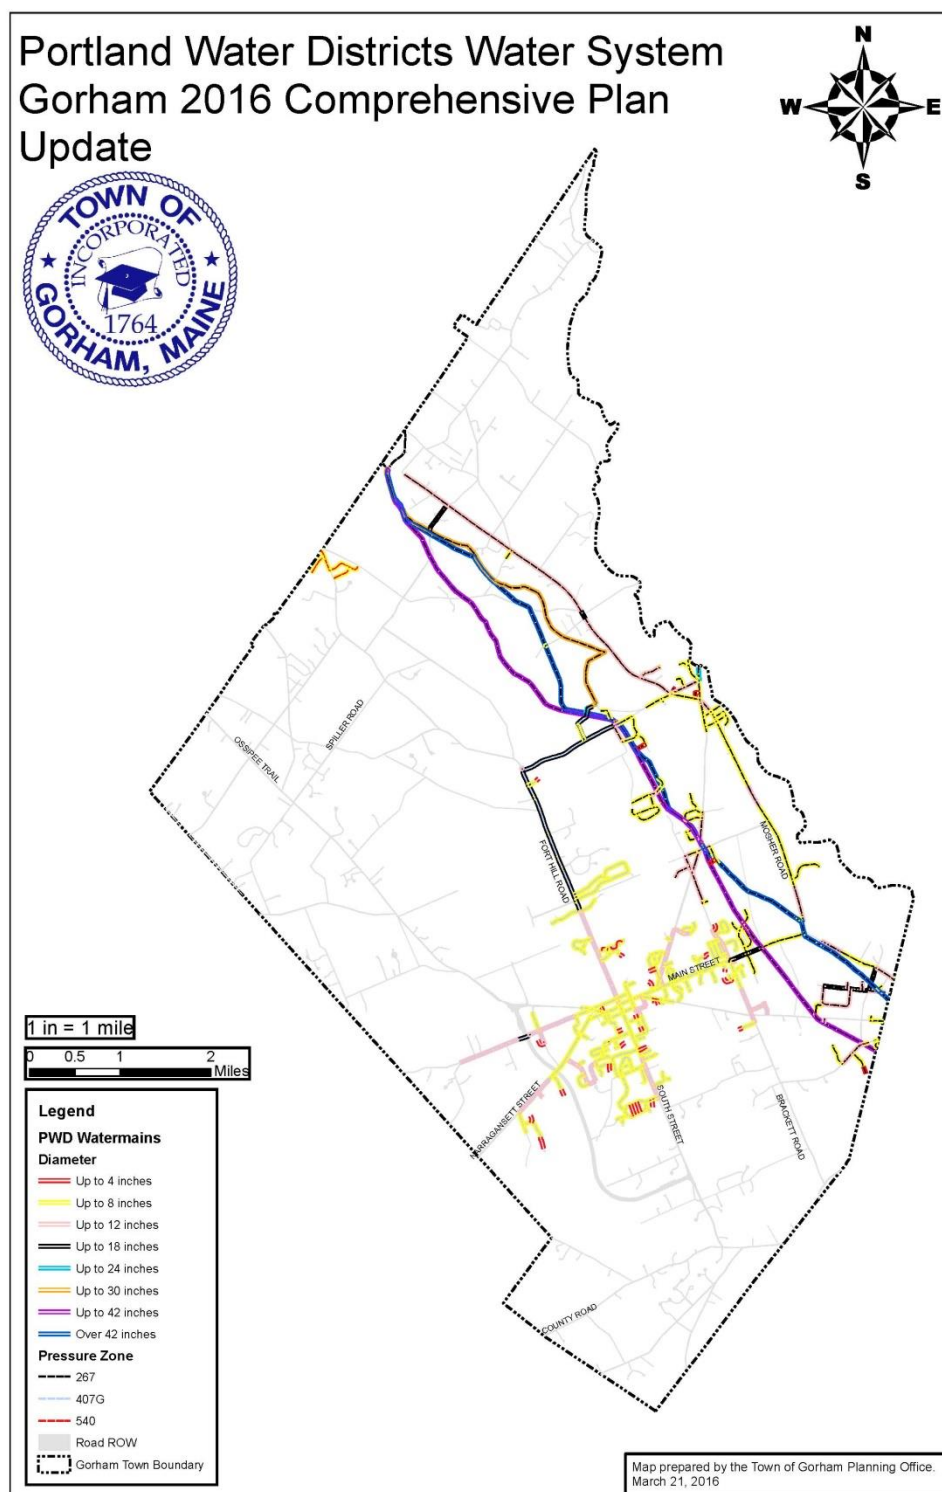 Portland Water Districts Water System
Gorham 2016 Comprehensive Plan
Update
N
W
E
S
TOWN OF
INCORPORATED
1764
GORHAM, MAINE
OSSIPEE TRAIL
SPILLER ROAD
FORT HILL ROAD
MOSHER ROAD
MAIN STREET
NARRAGANSETT STREET
SOUTH STREET
BRACKETT ROAD
COUNTY ROAD
1 in = 1 mile
0 0.5 1 2
Miles
Legend
PWD Watermains
Diameter
Up to 4 inches
Up to 8 inches
Up to 12 inches
Up to 18 inches
Up to 24 inches
Up to 30 inches
Up to 42 inches
Over 42 inches
Pressure Zone
267
407G
540
Road ROW
Gorham Town Boundary
Map prepared by the Town of Gorham Planning Office.
March 21, 2016